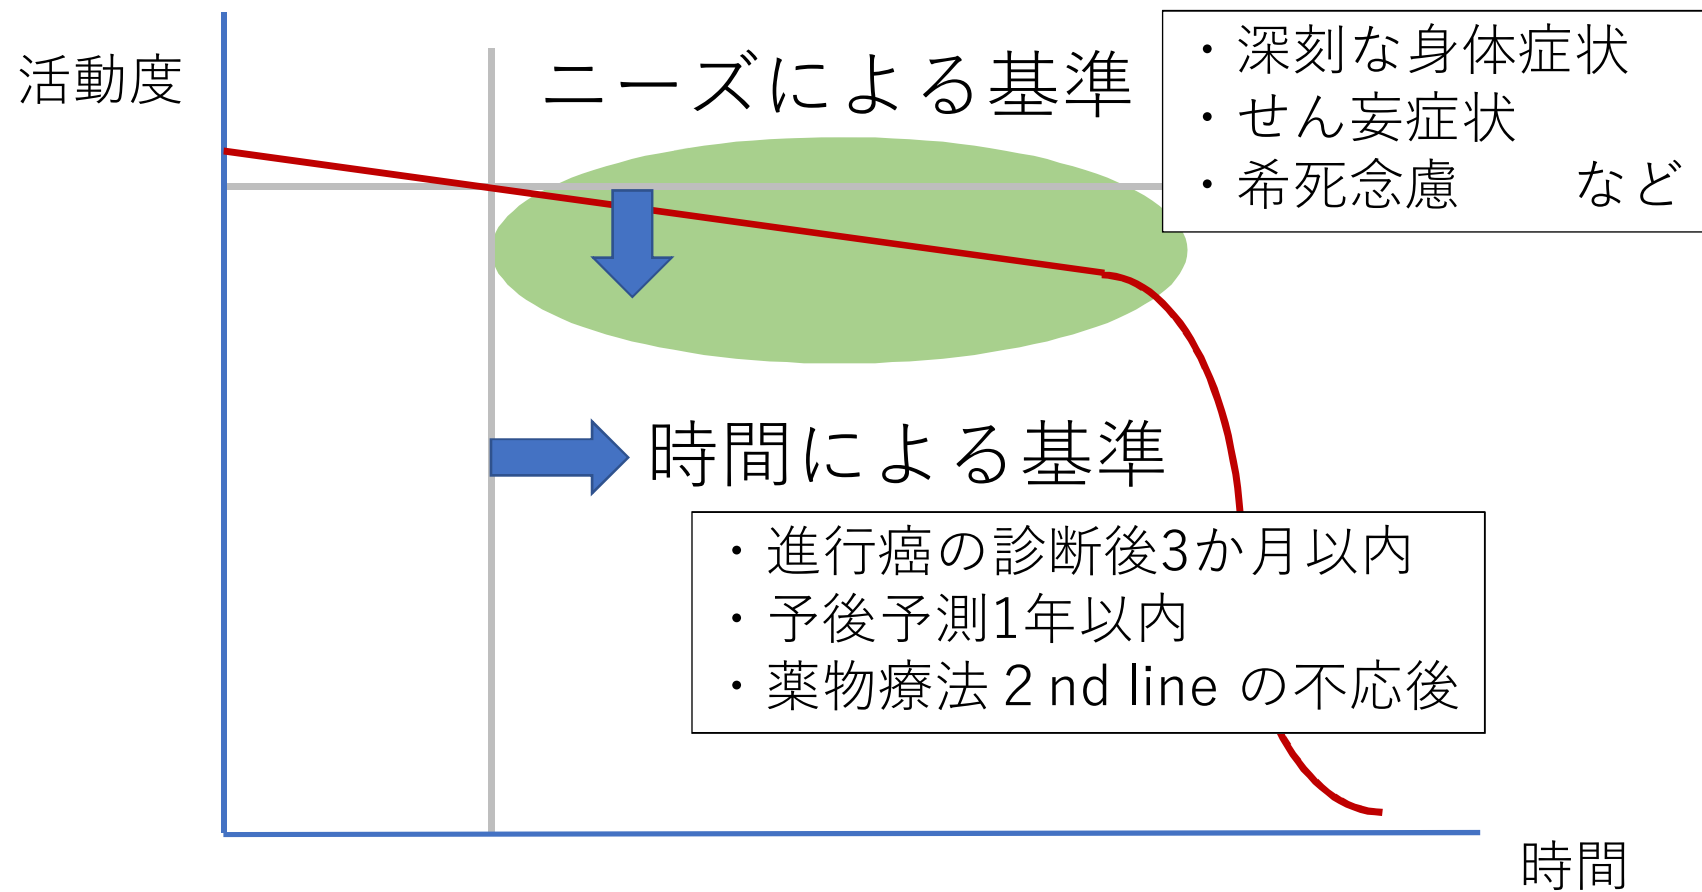 活動度
ニーズによる基準
・深刻な身体症状
・せん妄症状
・希死念慮　　など
時間による基準
・進行癌の診断後3か月以内
・予後予測1年以内
・薬物療法２nd line の不応後
時間